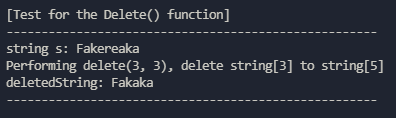 [Test for the Delete() function]
-----------------------------------------------------
string s: Fakereaka
Performing delete(3, 3), delete string[3] to string[5]
deletedString: Fakaka
-----------------------------------------------------